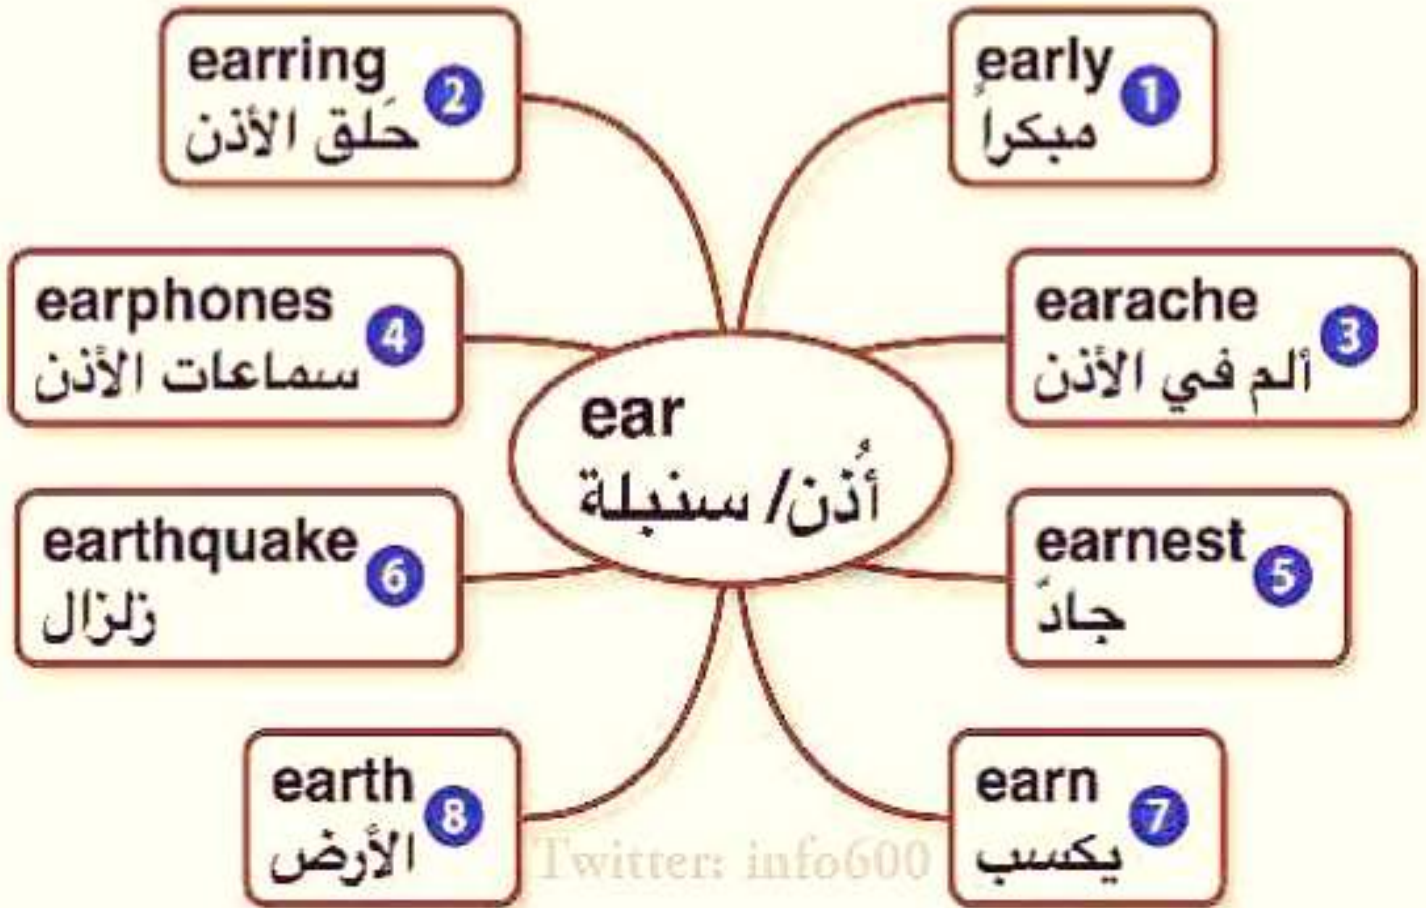 ear
أُذن/ سنبلة
early
مبكراً
1
earring
حَلق الأذن
2
earache
ألم في الأذن
3
earphones
سماعات الأذن
4
earnest
جادّ
5
earthquake
زلزال
6
earn
يكسب
7
earth
الأرض
8
Twitter: info600